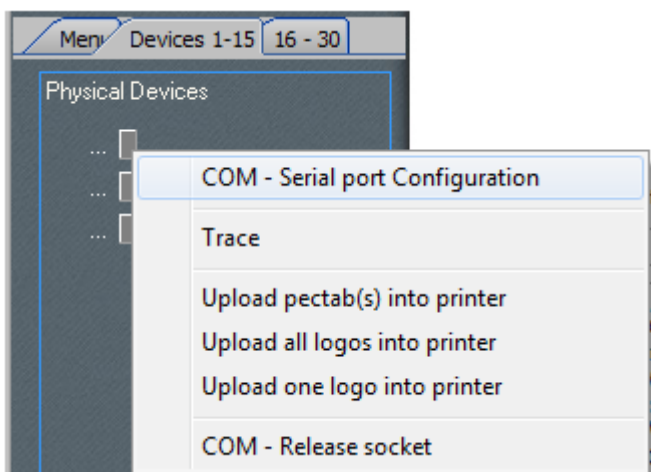 Menu Devices 1-15 16 - 30
Physical Devices
...
COM - Serial port Configuration
...
...
Trace
Upload pectab(s) into printer
Upload all logos into printer
Upload one logo into printer
COM - Release socket